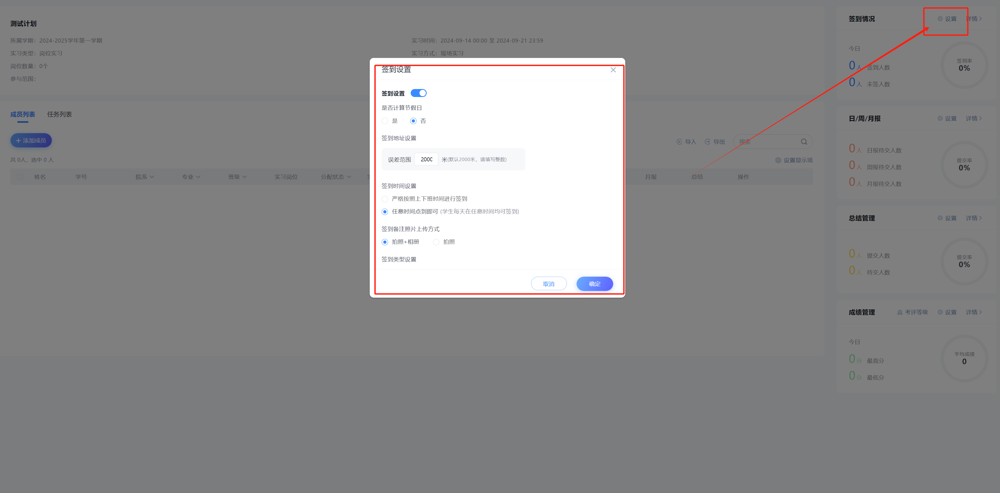 测试计划
所属学期：2024-2025学年第一学期
实习时间：2024-09-14 00:00 至 2024-09-21 23:59
实习类型：岗位实习
实习方式：现场实习
岗位数量：0个
参与范围：
成员列表 任务列表
+ 添加成员
导入 导出 搜索
共 0人，选中 0 人
设置显示项
姓名 学号 院系 专业 班级 实习岗位 分配状态 月报 总结 操作
签到设置
签到设置
是否计算节假日
是 否
签到地址设置
误差范围 2000 米(默认2000米，请填写整数)
签到时间设置
严格按照上下班时间进行签到
任意时间点到即可 (学生每天在任意时间均可签到)
签到备注照片上传方式
拍照+相册 拍照
签到类型设置
取消 确定
签到情况 设置 详情
今日
0人 签到人数
0人 未签人数
签到率
0%
日/周/月报 设置 详情
0人 日报待交人数
0人 周报待交人数
0人 月报待交人数
提交率
0%
总结管理 设置 详情
0人 提交人数
0人 待交人数
提交率
0%
成绩管理 考评等级 设置 详情
今日
0分 最高分
0分 最低分
平均成绩
0